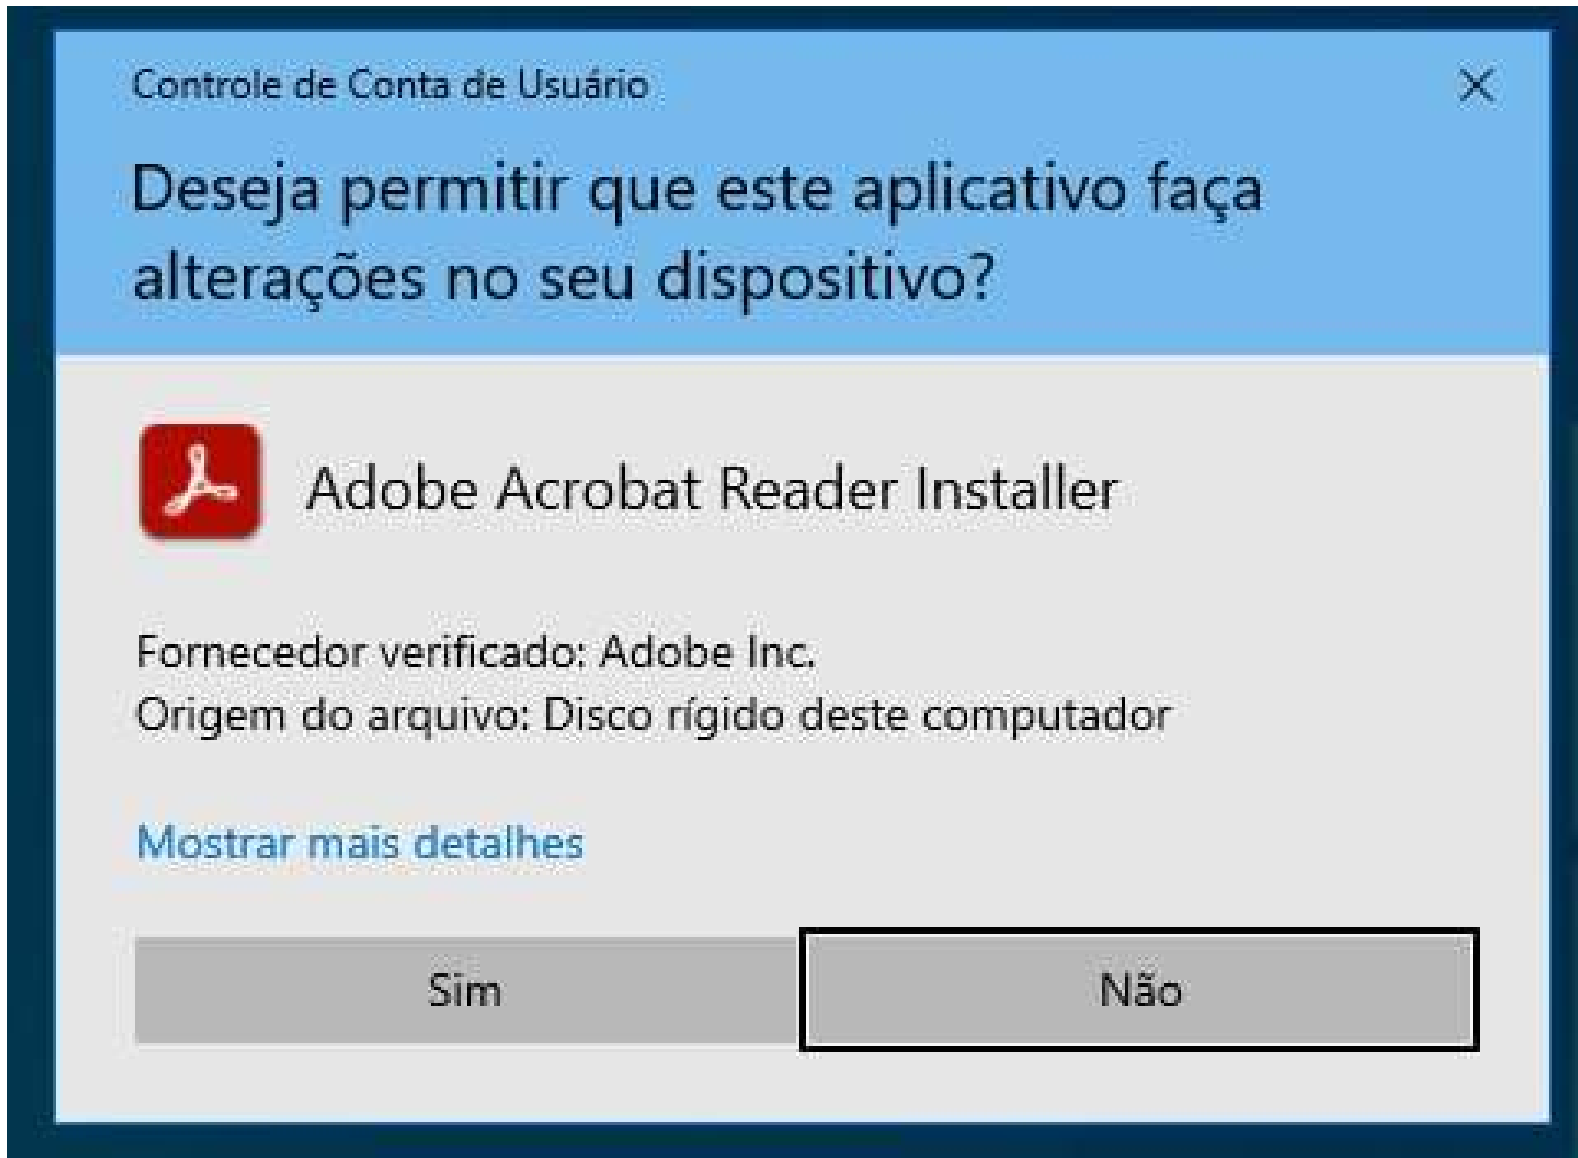 Controle de Conta de Usuário
Deseja permitir que este aplicativo faça
alterações no seu dispositivo?
Adobe Acrobat Reader Installer
Fornecedor verificado: Adobe Inc.
Origem do arquivo: Disco rígido deste computador
Mostrar mais detalhes
Sim
Não